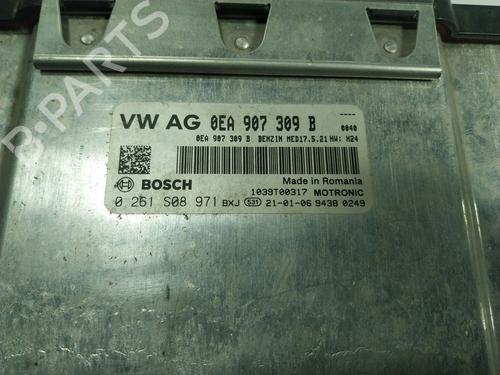 B-PARTS
VW AG 0EA 907 309 B ----
0EA 907 309 B BENZIN MED17.5.21 HW: H24 0040
BOSCH Made in Romania
1039T00317 MOTRONIC
0 261 S08 971 BXJ 531 21-01-06 9438 0249